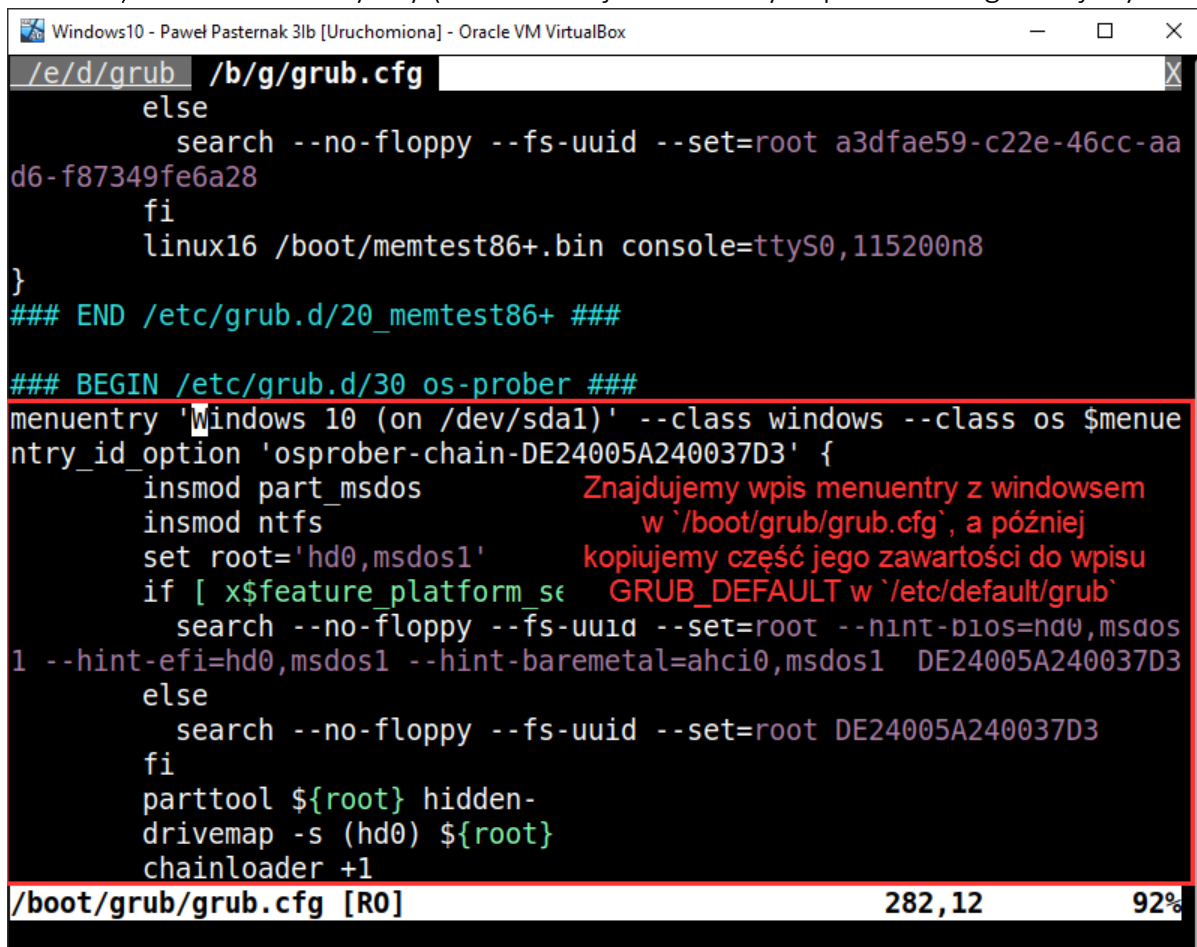 Windows10 - Paweł Pasternak 3lb [Uruchomiona] - Oracle VM VirtualBox
/e/d/grub /b/g/grub.cfg X
else
search --no-floppy --fs-uuid --set=root a3dfae59-c22e-46cc-aa
d6-f87349fe6a28
fi
linux16 /boot/memtest86+.bin console=ttyS0,115200n8
}
### END /etc/grub.d/20_memtest86+ ###
### BEGIN /etc/grub.d/30_os-prober ###
menuentry 'Windows 10 (on /dev/sda1)' --class windows --class os $menue
ntry_id_option 'osprober-chain-DE24005A240037D3' {
insmod part_msdos
insmod ntfs
set root='hd0,msdos1'
if [ x$feature_platform_se
Znajdujemy wpis menuentry z windowsem
w `/boot/grub/grub.cfg`, a później
kopiujemy część jego zawartości do wpisu
GRUB_DEFAULT w `/etc/default/grub`
search --no-floppy --fs-uuid --set=root --hint-bios=hd0,msdos
1 --hint-efi=hd0,msdos1 --hint-baremetal=ahci0,msdos1 DE24005A240037D3
else
search --no-floppy --fs-uuid --set=root DE24005A240037D3
fi
parttool ${root} hidden-
drivemap -s (hd0) ${root}
chainloader +1
/boot/grub/grub.cfg [RO] 282,12 92%